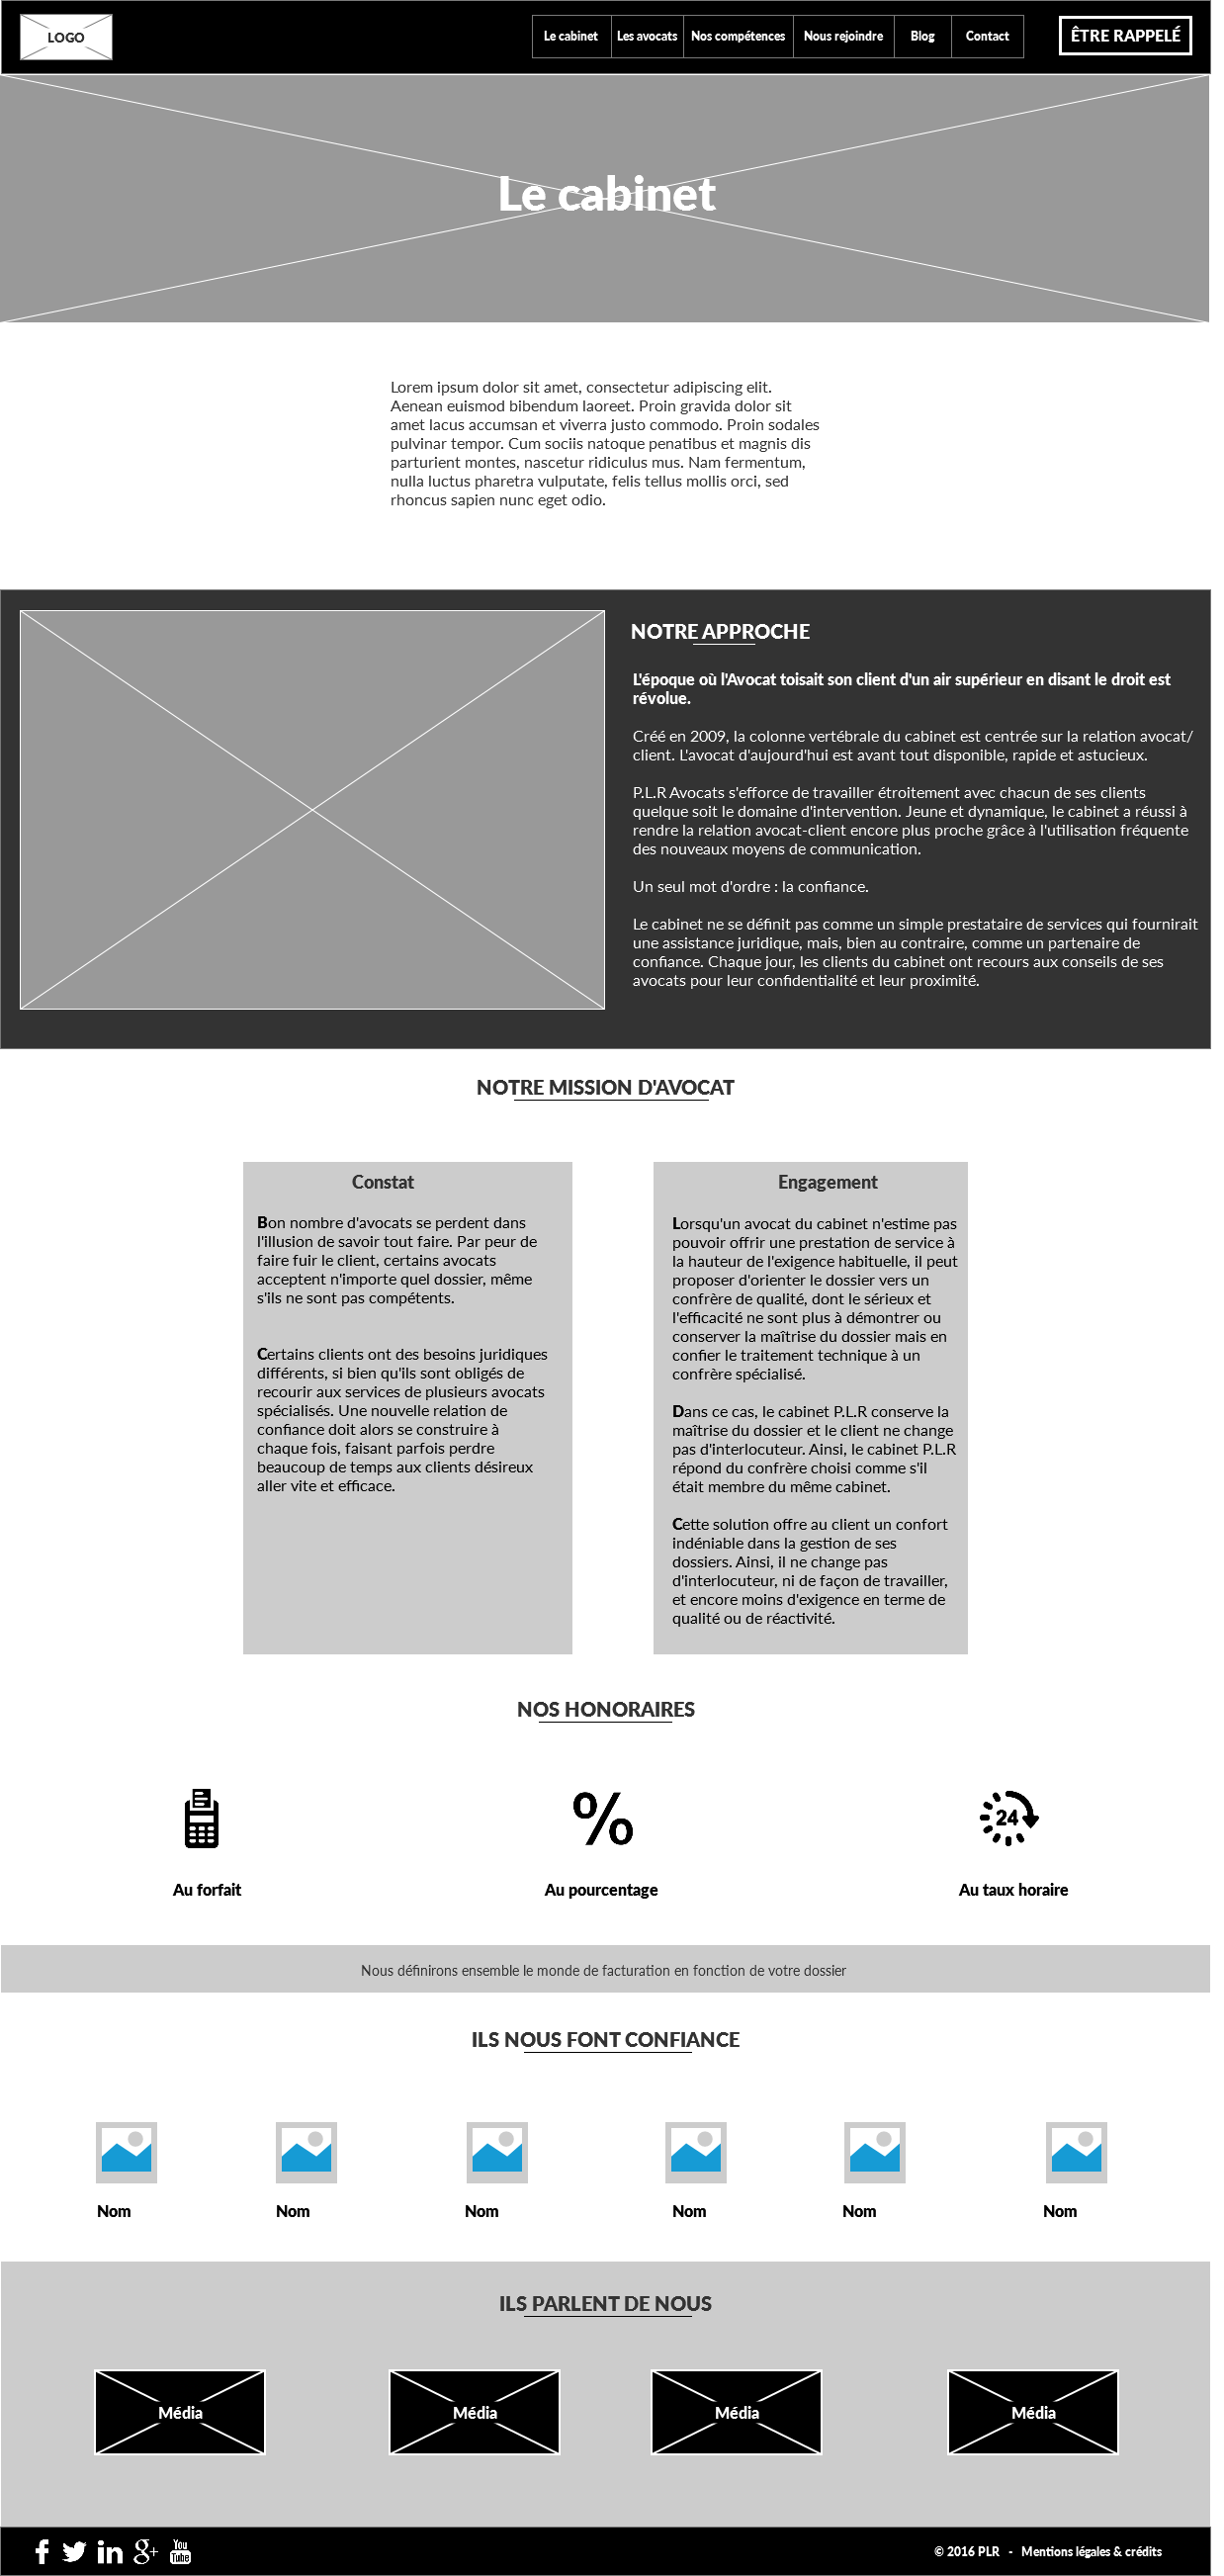 LOGO
Le cabinet
Les avocats
Nos compétences
Nous rejoindre
Blog
Contact
ÊTRE RAPPELÉ
Le cabinet
Lorem ipsum dolor sit amet, consectetur adipiscing elit.
Aenean euismod bibendum laoreet. Proin gravida dolor sit
amet lacus accumsan et viverra justo commodo. Proin sodales
pulvinar tempor. Cum sociis natoque penatibus et magnis dis
parturient montes, nascetur ridiculus mus. Nam fermentum,
nulla luctus pharetra vulputate, felis tellus mollis orci, sed
rhoncus sapien nunc eget odio.
NOTRE APPROCHE
L'époque où l'Avocat toisait son client d'un air supérieur en disant le droit est
révolue.
Créé en 2009, la colonne vertébrale du cabinet est centrée sur la relation avocat/
client. L'avocat d'aujourd'hui est avant tout disponible, rapide et astucieux.
P.L.R Avocats s'efforce de travailler étroitement avec chacun de ses clients
quelque soit le domaine d'intervention. Jeune et dynamique, le cabinet a réussi à
rendre la relation avocat-client encore plus proche grâce à l'utilisation fréquente
des nouveaux moyens de communication.
Un seul mot d'ordre : la confiance.
Le cabinet ne se définit pas comme un simple prestataire de services qui fournirait
une assistance juridique, mais, bien au contraire, comme un partenaire de
confiance. Chaque jour, les clients du cabinet ont recours aux conseils de ses
avocats pour leur confidentialité et leur proximité.
NOTRE MISSION D'AVOCAT
Constat
Bon nombre d'avocats se perdent dans
l'illusion de savoir tout faire. Par peur de
faire fuir le client, certains avocats
acceptent n'importe quel dossier, même
s'ils ne sont pas compétents.
Certains clients ont des besoins juridiques
différents, si bien qu'ils sont obligés de
recourir aux services de plusieurs avocats
spécialisés. Une nouvelle relation de
confiance doit alors se construire à
chaque fois, faisant parfois perdre
beaucoup de temps aux clients désireux
aller vite et efficace.
Engagement
Lorsqu'un avocat du cabinet n'estime pas
pouvoir offrir une prestation de service à
la hauteur de l'exigence habituelle, il peut
proposer d'orienter le dossier vers un
confrère de qualité, dont le sérieux et
l'efficacité ne sont plus à démontrer ou
conserver la maîtrise du dossier mais en
confier le traitement technique à un
confrère spécialisé.
Dans ce cas, le cabinet P.L.R conserve la
maîtrise du dossier et le client ne change
pas d'interlocuteur. Ainsi, le cabinet P.L.R
répond du confrère choisi comme s'il
était membre du même cabinet.
Cette solution offre au client un confort
indéniable dans la gestion de ses
dossiers. Ainsi, il ne change pas
d'interlocuteur, ni de façon de travailler,
et encore moins d'exigence en terme de
qualité ou de réactivité.
NOS HONORAIRES
%
24
Au forfait
Au pourcentage
Au taux horaire
Nous définirons ensemble le monde de facturation en fonction de votre dossier
ILS NOUS FONT CONFIANCE
Nom
Nom
Nom
Nom
Nom
Nom
ILS PARLENT DE NOUS
Média
Média
Média
Média
f
in
g+
You
Tube
© 2016 PLR - Mentions légales & crédits